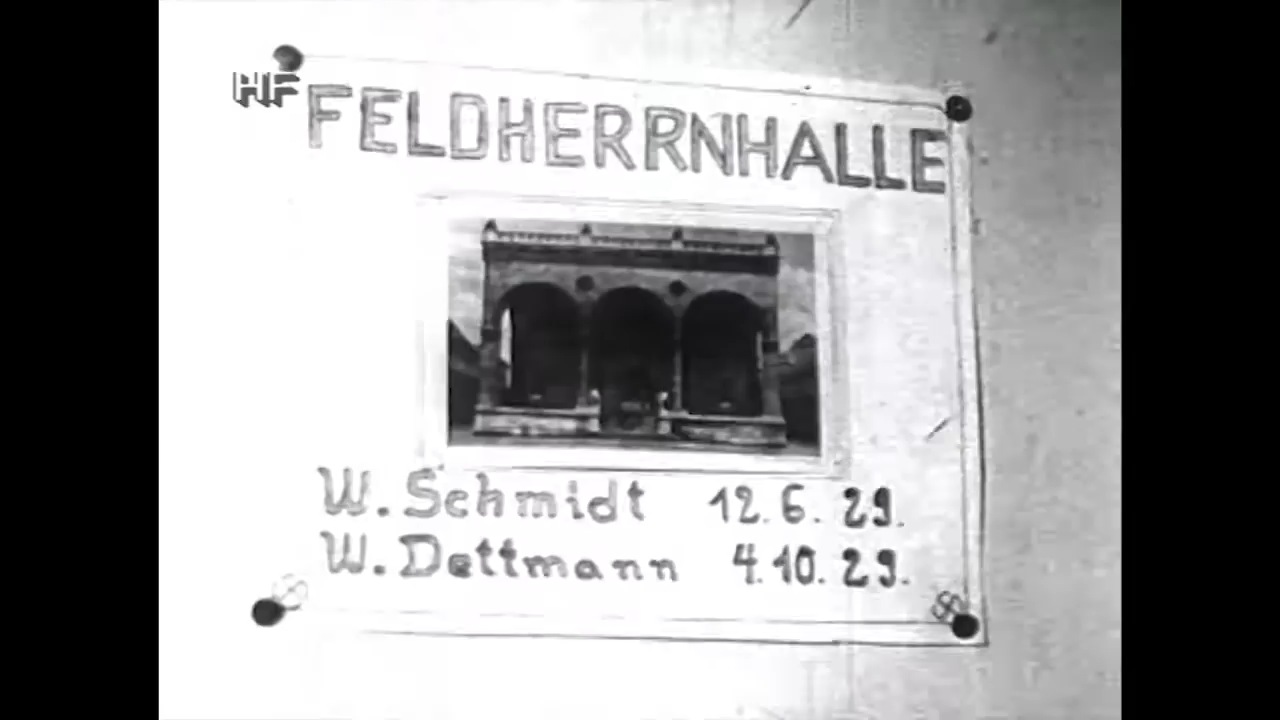 HF
FELDHERRNHALLE
W. Schmidt 12. 6. 29.
W. Dettmann 4. 10. 29.